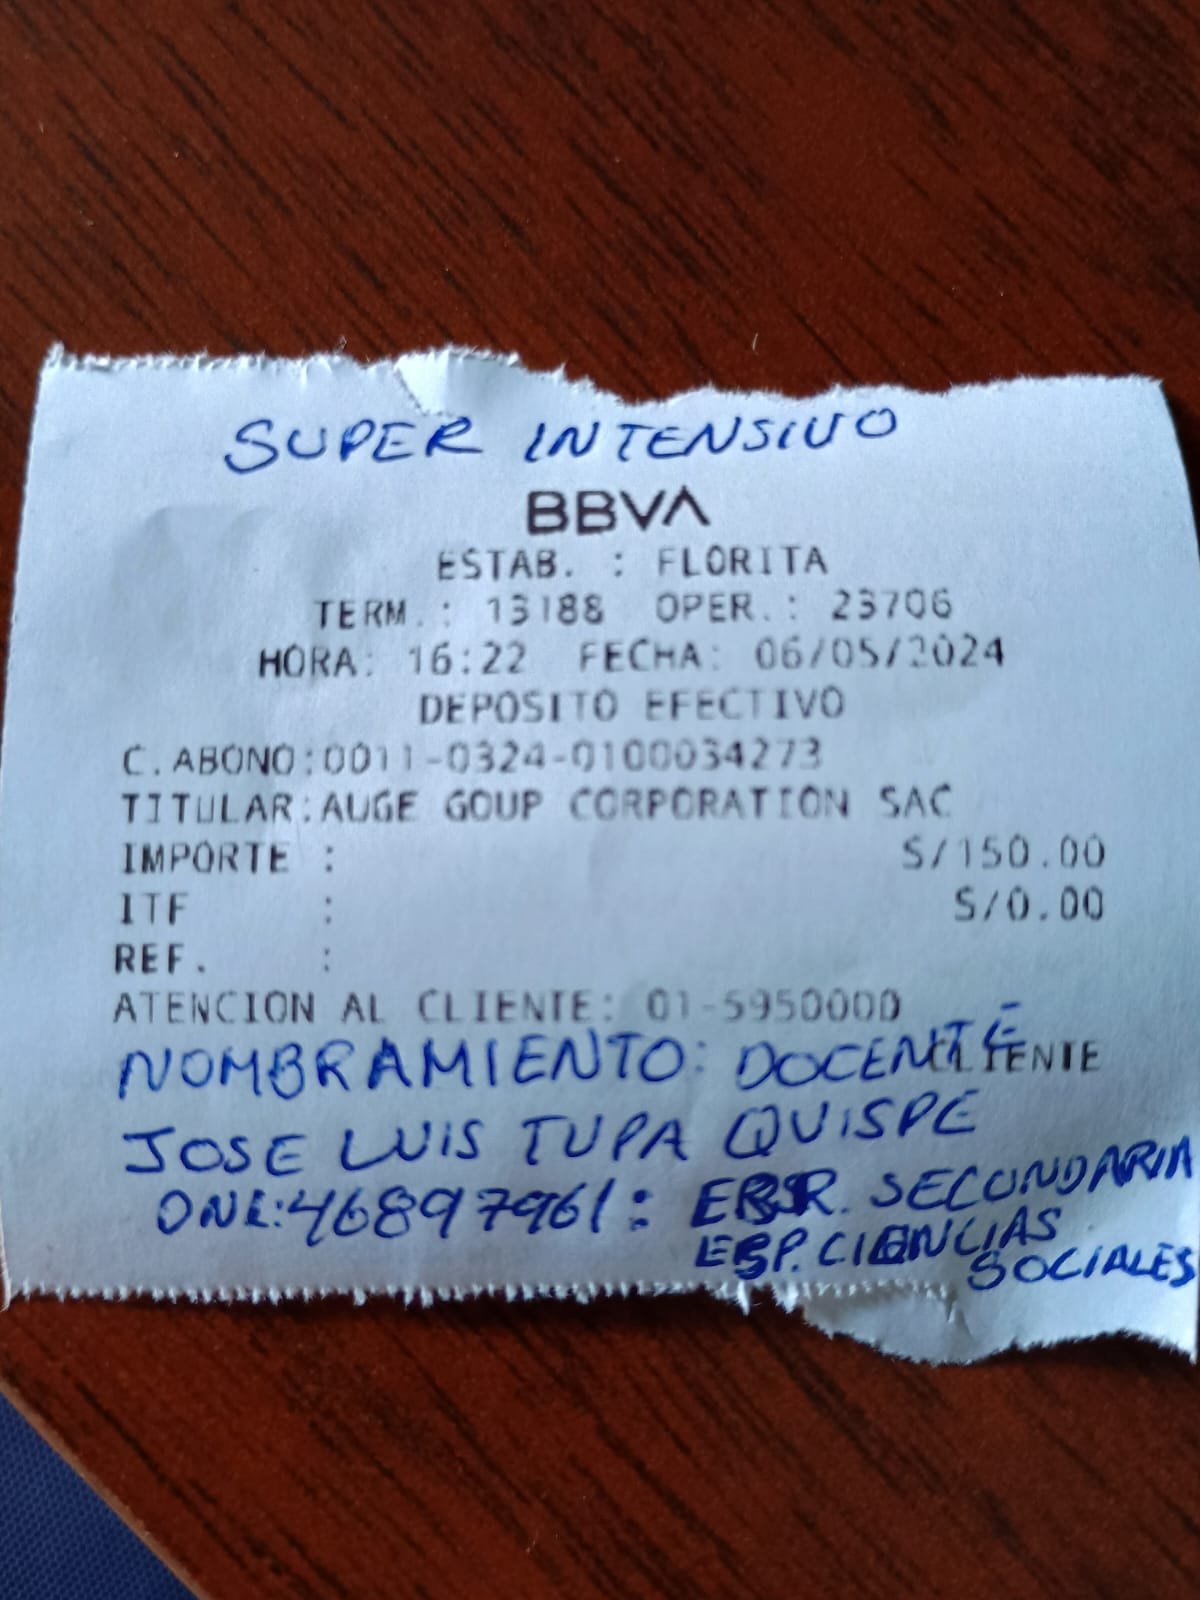 SUPER INTENSIVO
BBVA
ESTAB. : FLORITA
TERM.: 13188 OPER.: 23706
HORA: 16:22 FECHA: 06/05/2024
DEPOSITO EFECTIVO
C.ABONO:0011-0324-0100034273
TITULAR:AUGE GOUP CORPORATION SAC
IMPORTE : S/150.00
ITF : S/0.00
REF. :
ATENCION AL CLIENTE: 01-5950000
CLIENTE
NOMBRAMIENTO: DOCENTE
JOSE LUIS TUPA QUISPE
DNI:46897961: EBR. SECUNDARIA
ESP. CIENCIAS
SOCIALES